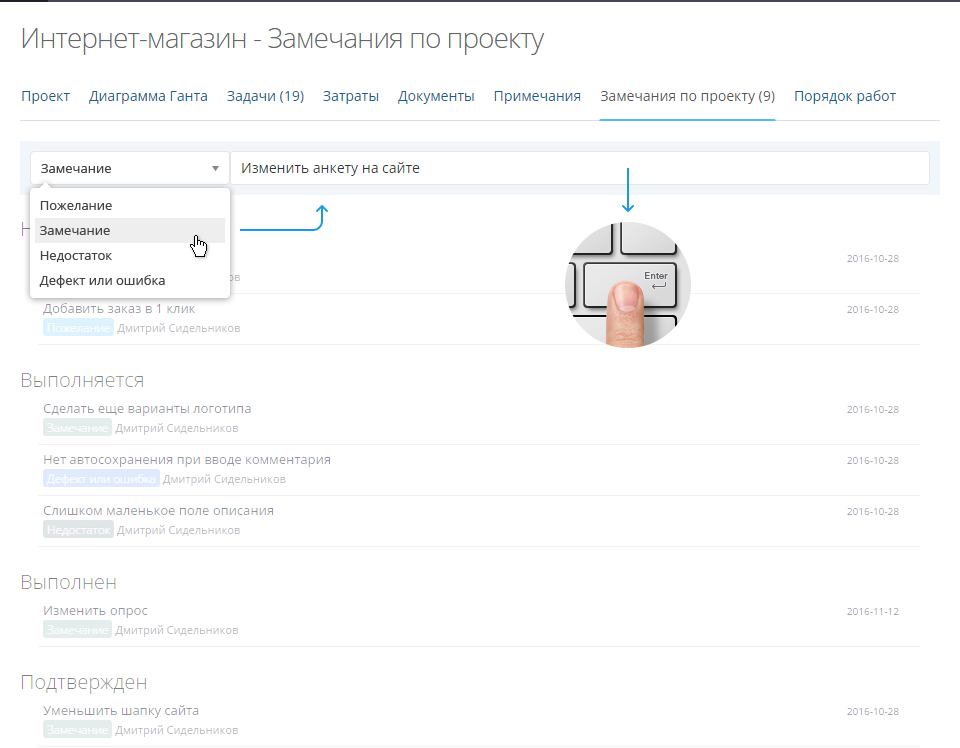 Интернет-магазин - Замечания по проекту
Проект Диаграмма Ганта Задачи (19) Затраты Документы Примечания Замечания по проекту (9) Порядок работ
Замечание Изменить анкету на сайте
Пожелание
Замечание
Недостаток
Дефект или ошибка
2016-10-28
Enter
Добавить заказ в 1 клик 2016-10-28
Пожелание Дмитрий Сидельников
Выполняется
Сделать еще варианты логотипа 2016-10-28
Замечание Дмитрий Сидельников
Нет автосохранения при вводе комментария 2016-10-28
Дефект или ошибка Дмитрий Сидельников
Слишком маленькое поле описания 2016-10-28
Недостаток Дмитрий Сидельников
Выполнен
Изменить опрос 2016-11-12
Замечание Дмитрий Сидельников
Подтвержден
Уменьшить шапку сайта 2016-10-28
Замечание Дмитрий Сидельников